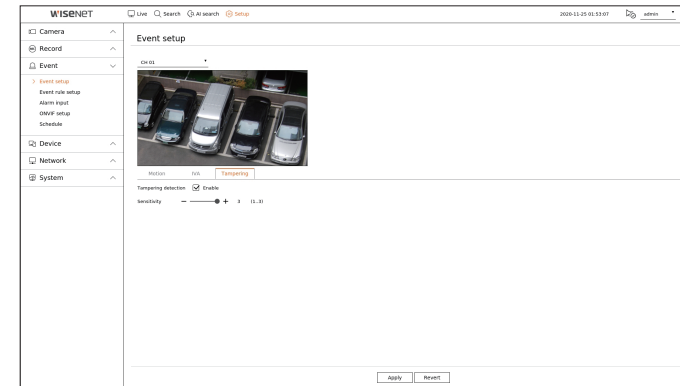 WISENET
Live Search AI search Setup 2020-11-25 01:53:07 admin
Camera
Record
Event
Event setup
Event rule setup
Alarm input
ONVIF setup
Schedule
Device
Network
System
Event setup
CH 01
Motion IVA Tampering
Tampering detection Enable
Sensitivity 3 (1..3)
Apply Revert